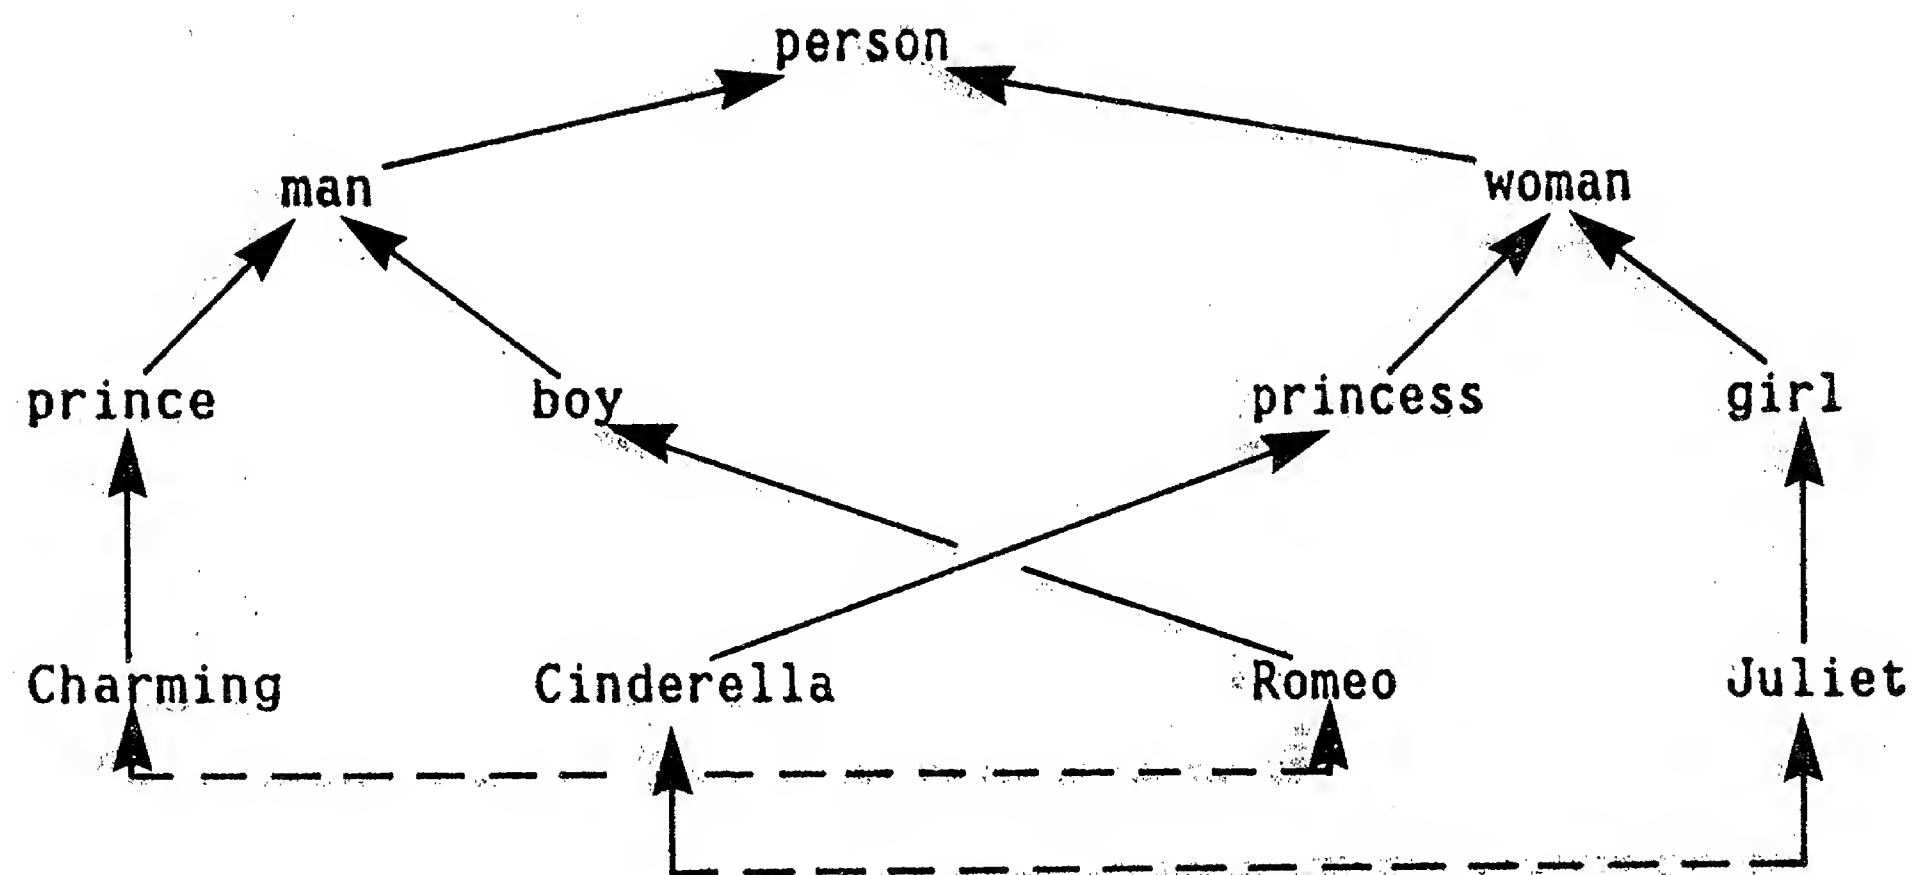 person
man woman
prince boy princess girl
Charming Cinderella Romeo Juliet